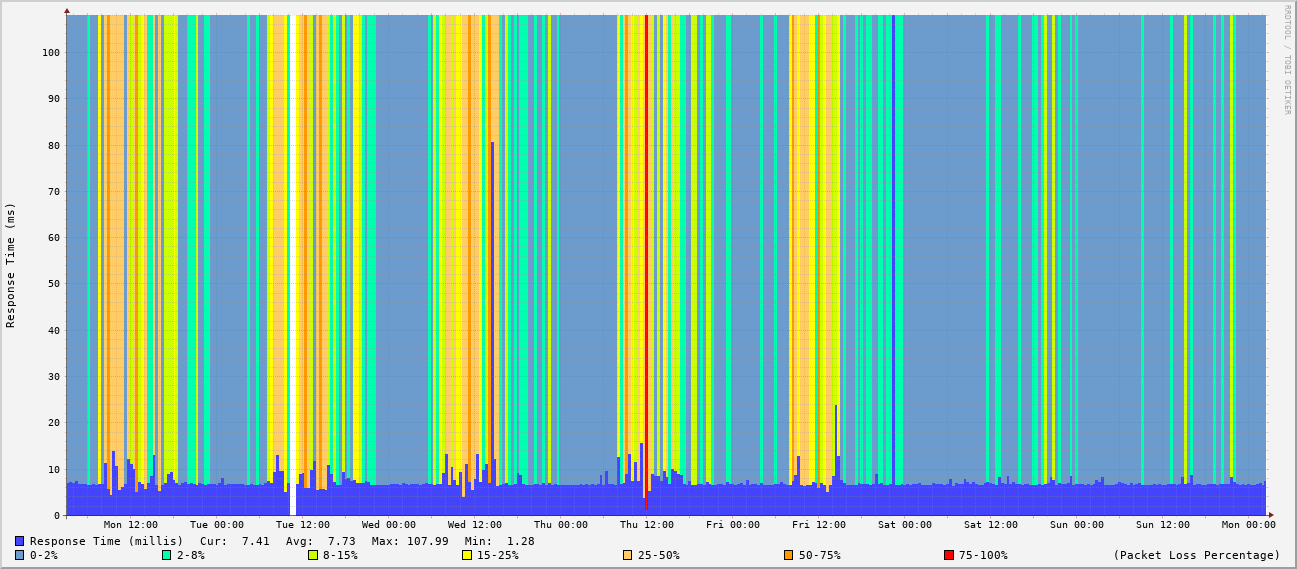 RRDTOOL / TOBI OETIKER
Response Time (ms)
100
90
80
70
60
50
40
30
20
10
0
Mon 12:00 Tue 00:00 Tue 12:00 Wed 00:00 Wed 12:00 Thu 00:00 Thu 12:00 Fri 00:00 Fri 12:00 Sat 00:00 Sat 12:00 Sun 00:00 Sun 12:00 Mon 00:00
Response Time (millis) Cur: 7.41 Avg: 7.73 Max: 107.99 Min: 1.28
0-2% 2-8% 8-15% 15-25% 25-50% 50-75% 75-100% (Packet Loss Percentage)